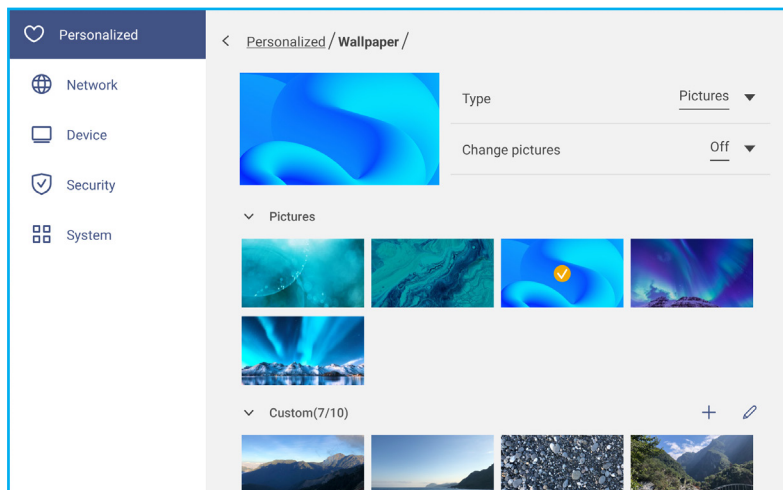 Personalized
Network
Device
Security
System
Personalized / Wallpaper /
Type Pictures
Change pictures Off
Pictures
Custom(7/10)